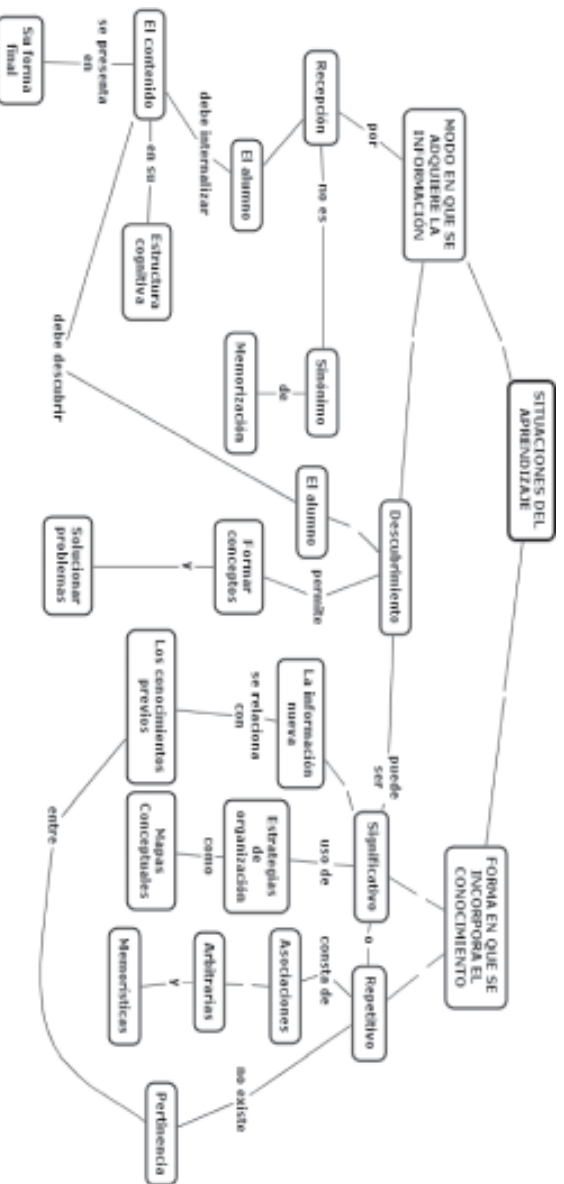 SITUACIONES DEL
APRENDIZAJE
MODO EN QUE SE
ADQUIERE LA
INFORMACIÓN
FORMA EN QUE SE
INCORPORA EL
CONOCIMIENTO
por
Recepción
no es
Sinónimo
de
Memorización
El alumno
debe internalizar
El contenido
en su
Estructura
cognitiva
se presenta
en
Su forma
final
debe descubrir
Descubrimiento
El alumno
permite
Formar
conceptos
y
Solucionar
problemas
puede
ser
Significativo
o
Repetitivo
La información
nueva
se relaciona
con
Los conocimientos
previos
uso de
Estrategias
de
organización
como
Mapas
Conceptuales
consta de
Asociaciones
Arbitrarias
y
Memorísticas
no existe
Pertinencia
entre